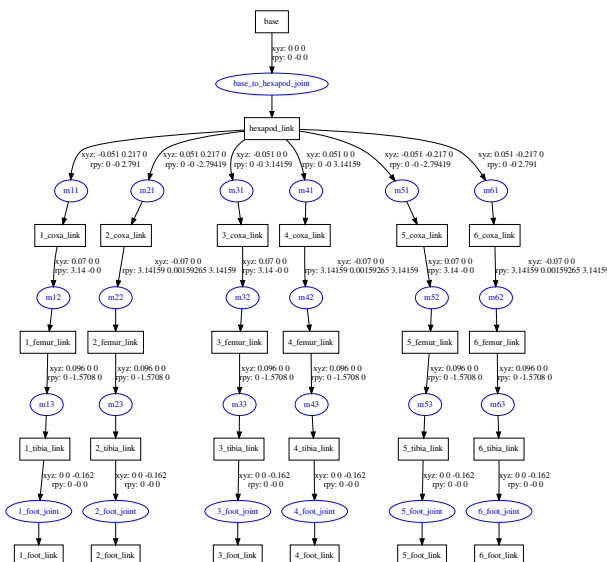 base
xyz: 0 0 0
rpy: 0 -0 0
base_to_hexapod_joint
hexapod_link
xyz: -0.051 0.217 0
rpy: 0 -0 2.791
xyz: 0.051 0.217 0
rpy: 0 -0 -2.79419
xyz: -0.051 0 0
rpy: 0 -0 3.14159
xyz: 0.051 0 0
rpy: 0 -0 3.14159
xyz: -0.051 -0.217 0
rpy: 0 -0 -2.79419
xyz: 0.051 -0.217 0
rpy: 0 -0 2.791
m11
m21
m31
m41
m51
m61
1_coxa_link
2_coxa_link
3_coxa_link
4_coxa_link
5_coxa_link
6_coxa_link
xyz: 0.07 0 0
rpy: 3.14 -0 0
xyz: -0.07 0 0
rpy: 3.14159 0.00159265 3.14159
xyz: 0.07 0 0
rpy: 3.14 -0 0
xyz: -0.07 0 0
rpy: 3.14159 0.00159265 3.14159
xyz: 0.07 0 0
rpy: 3.14 -0 0
xyz: -0.07 0 0
rpy: 3.14159 0.00159265 3.14159
m12
m22
m32
m42
m52
m62
1_femur_link
2_femur_link
3_femur_link
4_femur_link
5_femur_link
6_femur_link
xyz: 0.096 0 0
rpy: 0 -1.5708 0
xyz: 0.096 0 0
rpy: 0 -1.5708 0
xyz: 0.096 0 0
rpy: 0 -1.5708 0
xyz: 0.096 0 0
rpy: 0 -1.5708 0
xyz: 0.096 0 0
rpy: 0 -1.5708 0
xyz: 0.096 0 0
rpy: 0 -1.5708 0
m13
m23
m33
m43
m53
m63
1_tibia_link
2_tibia_link
3_tibia_link
4_tibia_link
5_tibia_link
6_tibia_link
xyz: 0 0 -0.162
rpy: 0 -0 0
xyz: 0 0 -0.162
rpy: 0 -0 0
xyz: 0 0 -0.162
rpy: 0 -0 0
xyz: 0 0 -0.162
rpy: 0 -0 0
xyz: 0 0 -0.162
rpy: 0 -0 0
xyz: 0 0 -0.162
rpy: 0 -0 0
1_foot_joint
2_foot_joint
3_foot_joint
4_foot_joint
5_foot_joint
6_foot_joint
1_foot_link
2_foot_link
3_foot_link
4_foot_link
5_foot_link
6_foot_link